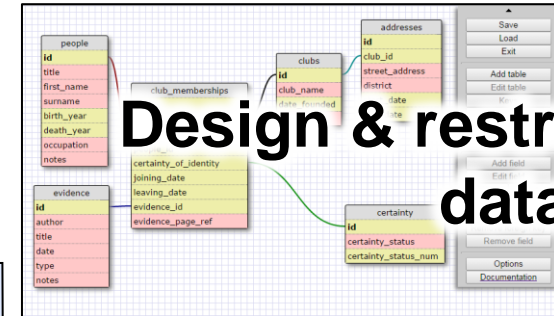 people
id
title
first_name
surname
birth_year
death_year
occupation
notes
evidence
id
author
title
date
type
notes
club_memberships
certainty_of_identity
joining_date
leaving_date
evidence_id
evidence_page_ref
clubs
id
club_name
date_founded
addresses
id
club_id
street_address
district
certainty
id
certainty_status
certainty_status_num
Save
Load
Exit
Add table
Edit table
Add field
Remove field
Options
Documentation
Design & restr
data